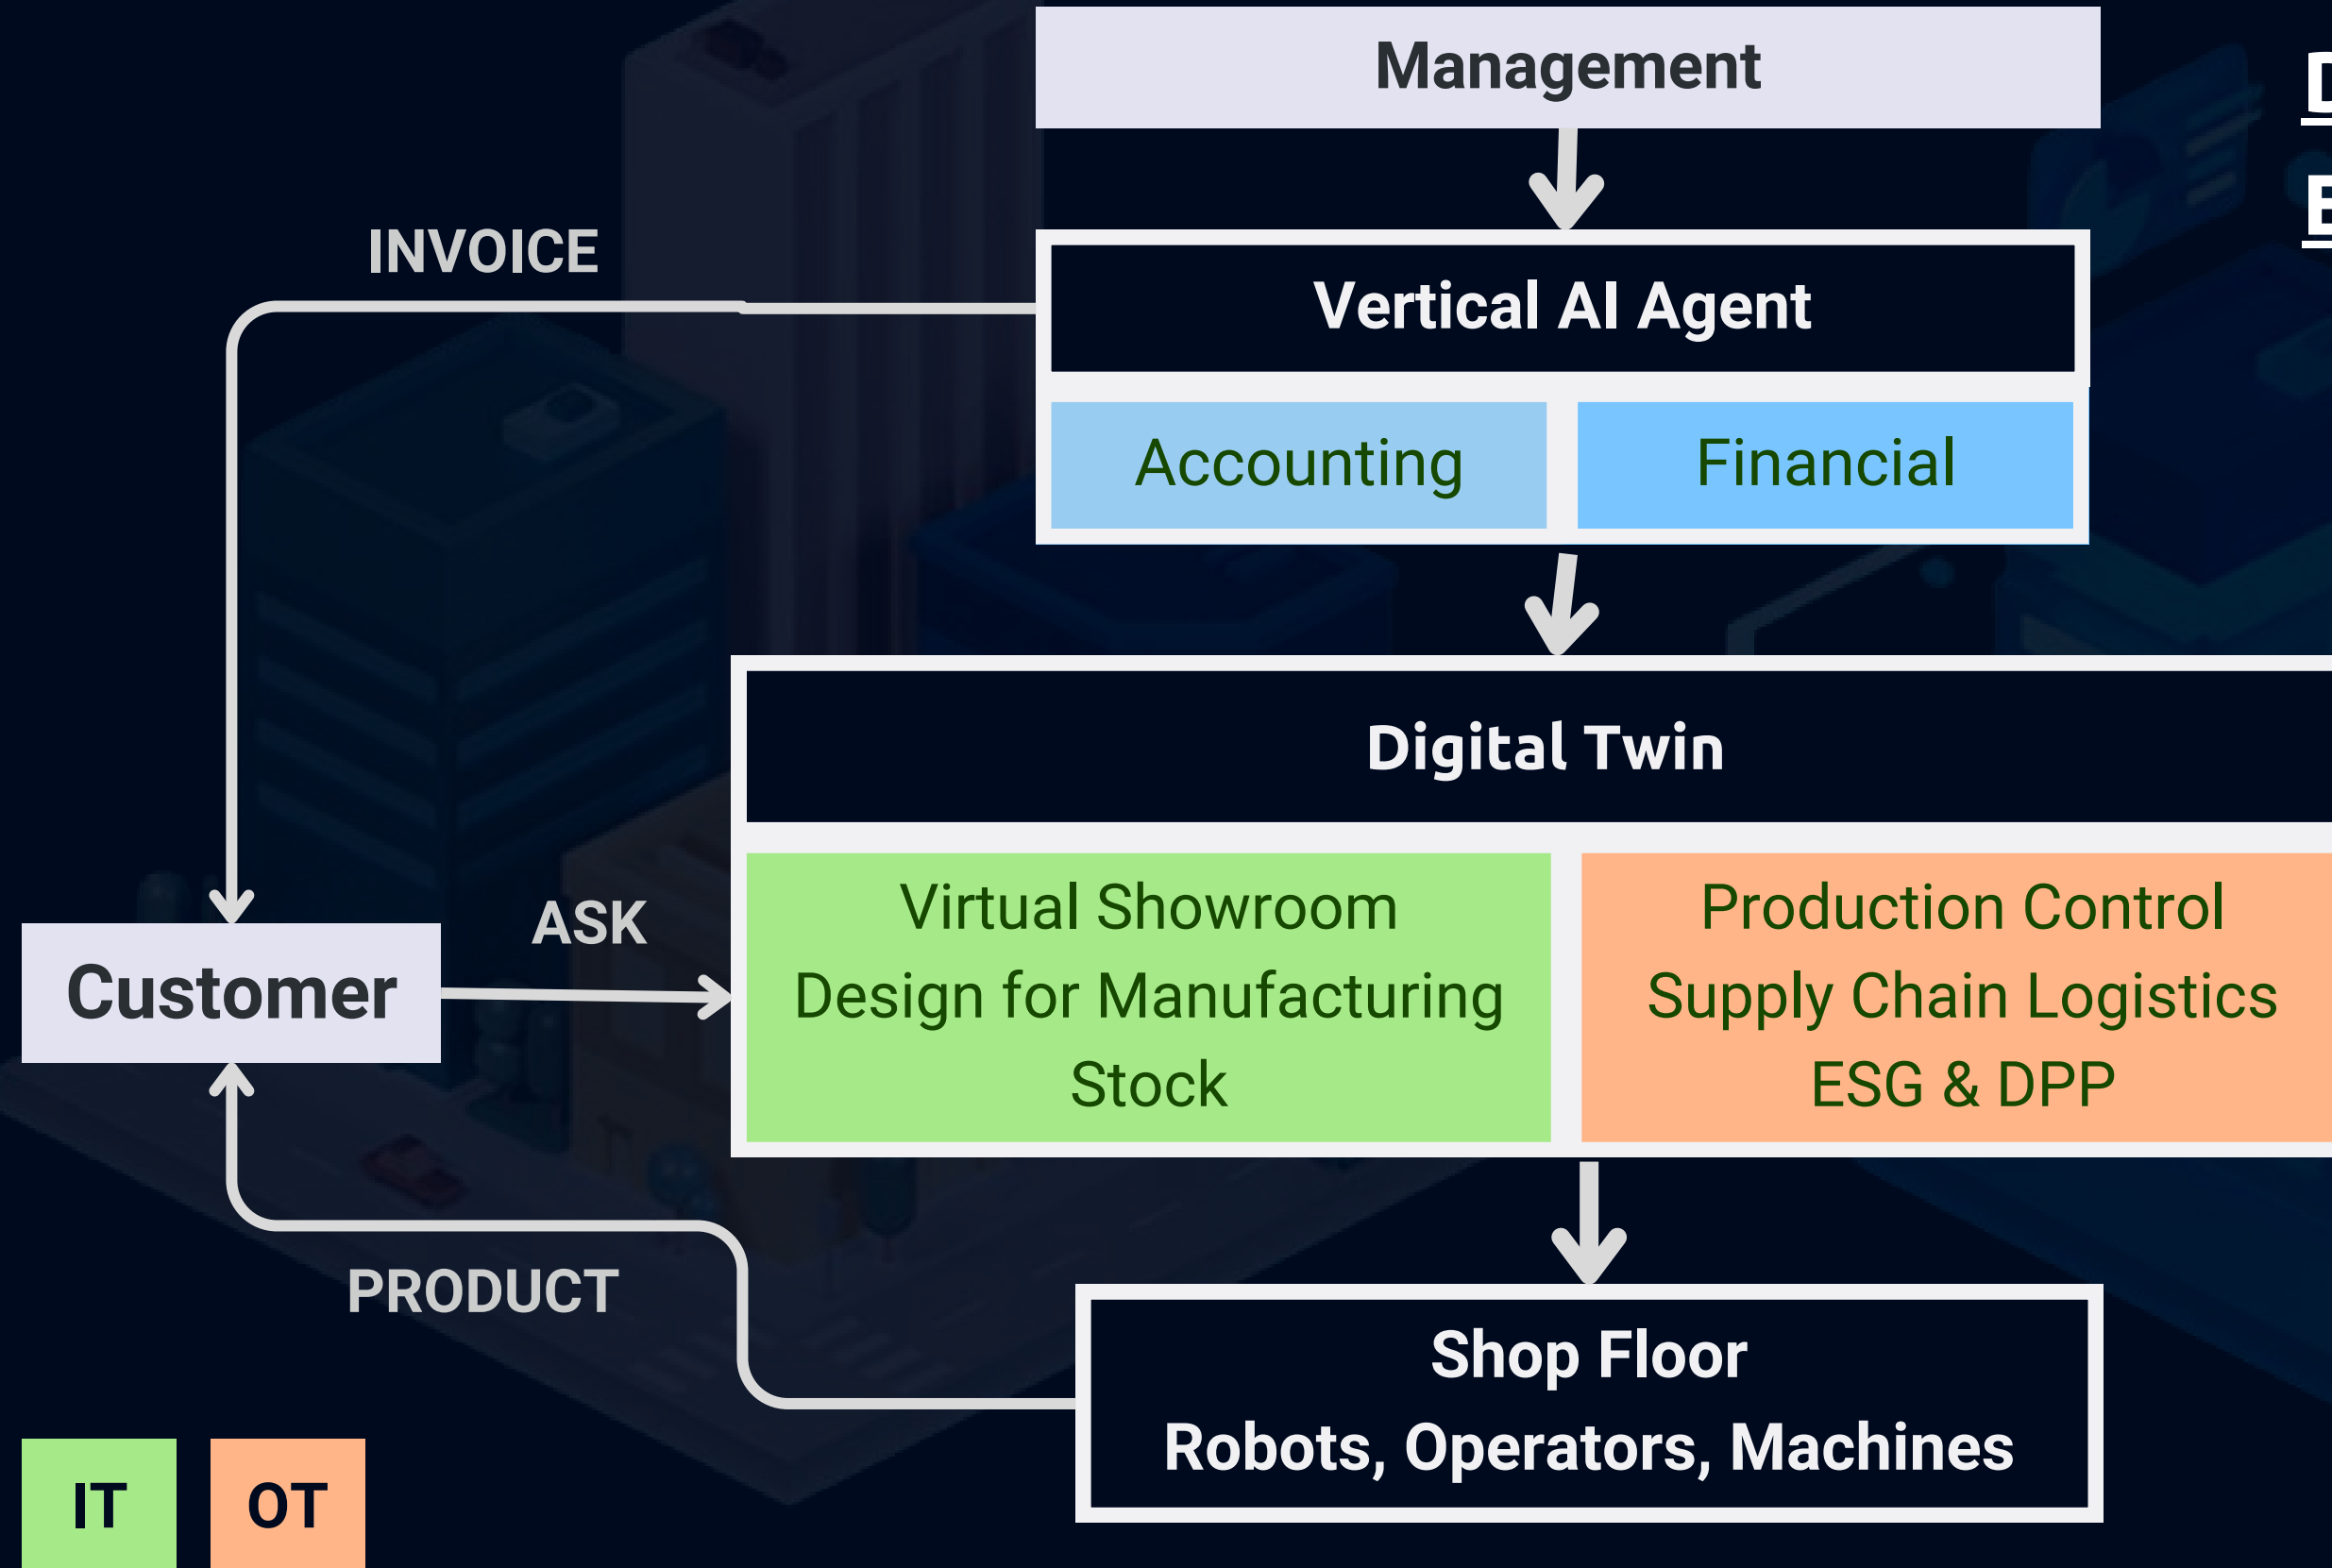 Management
INVOICE
Vertical AI Agent
Accounting
Financial
Digital Twin
ASK
Customer
Virtual Showroom
Design for Manufacturing
Stock
Production Control
Supply Chain Logistics
ESG & DPP
PRODUCT
Shop Floor
Robots, Operators, Machines
IT
OT